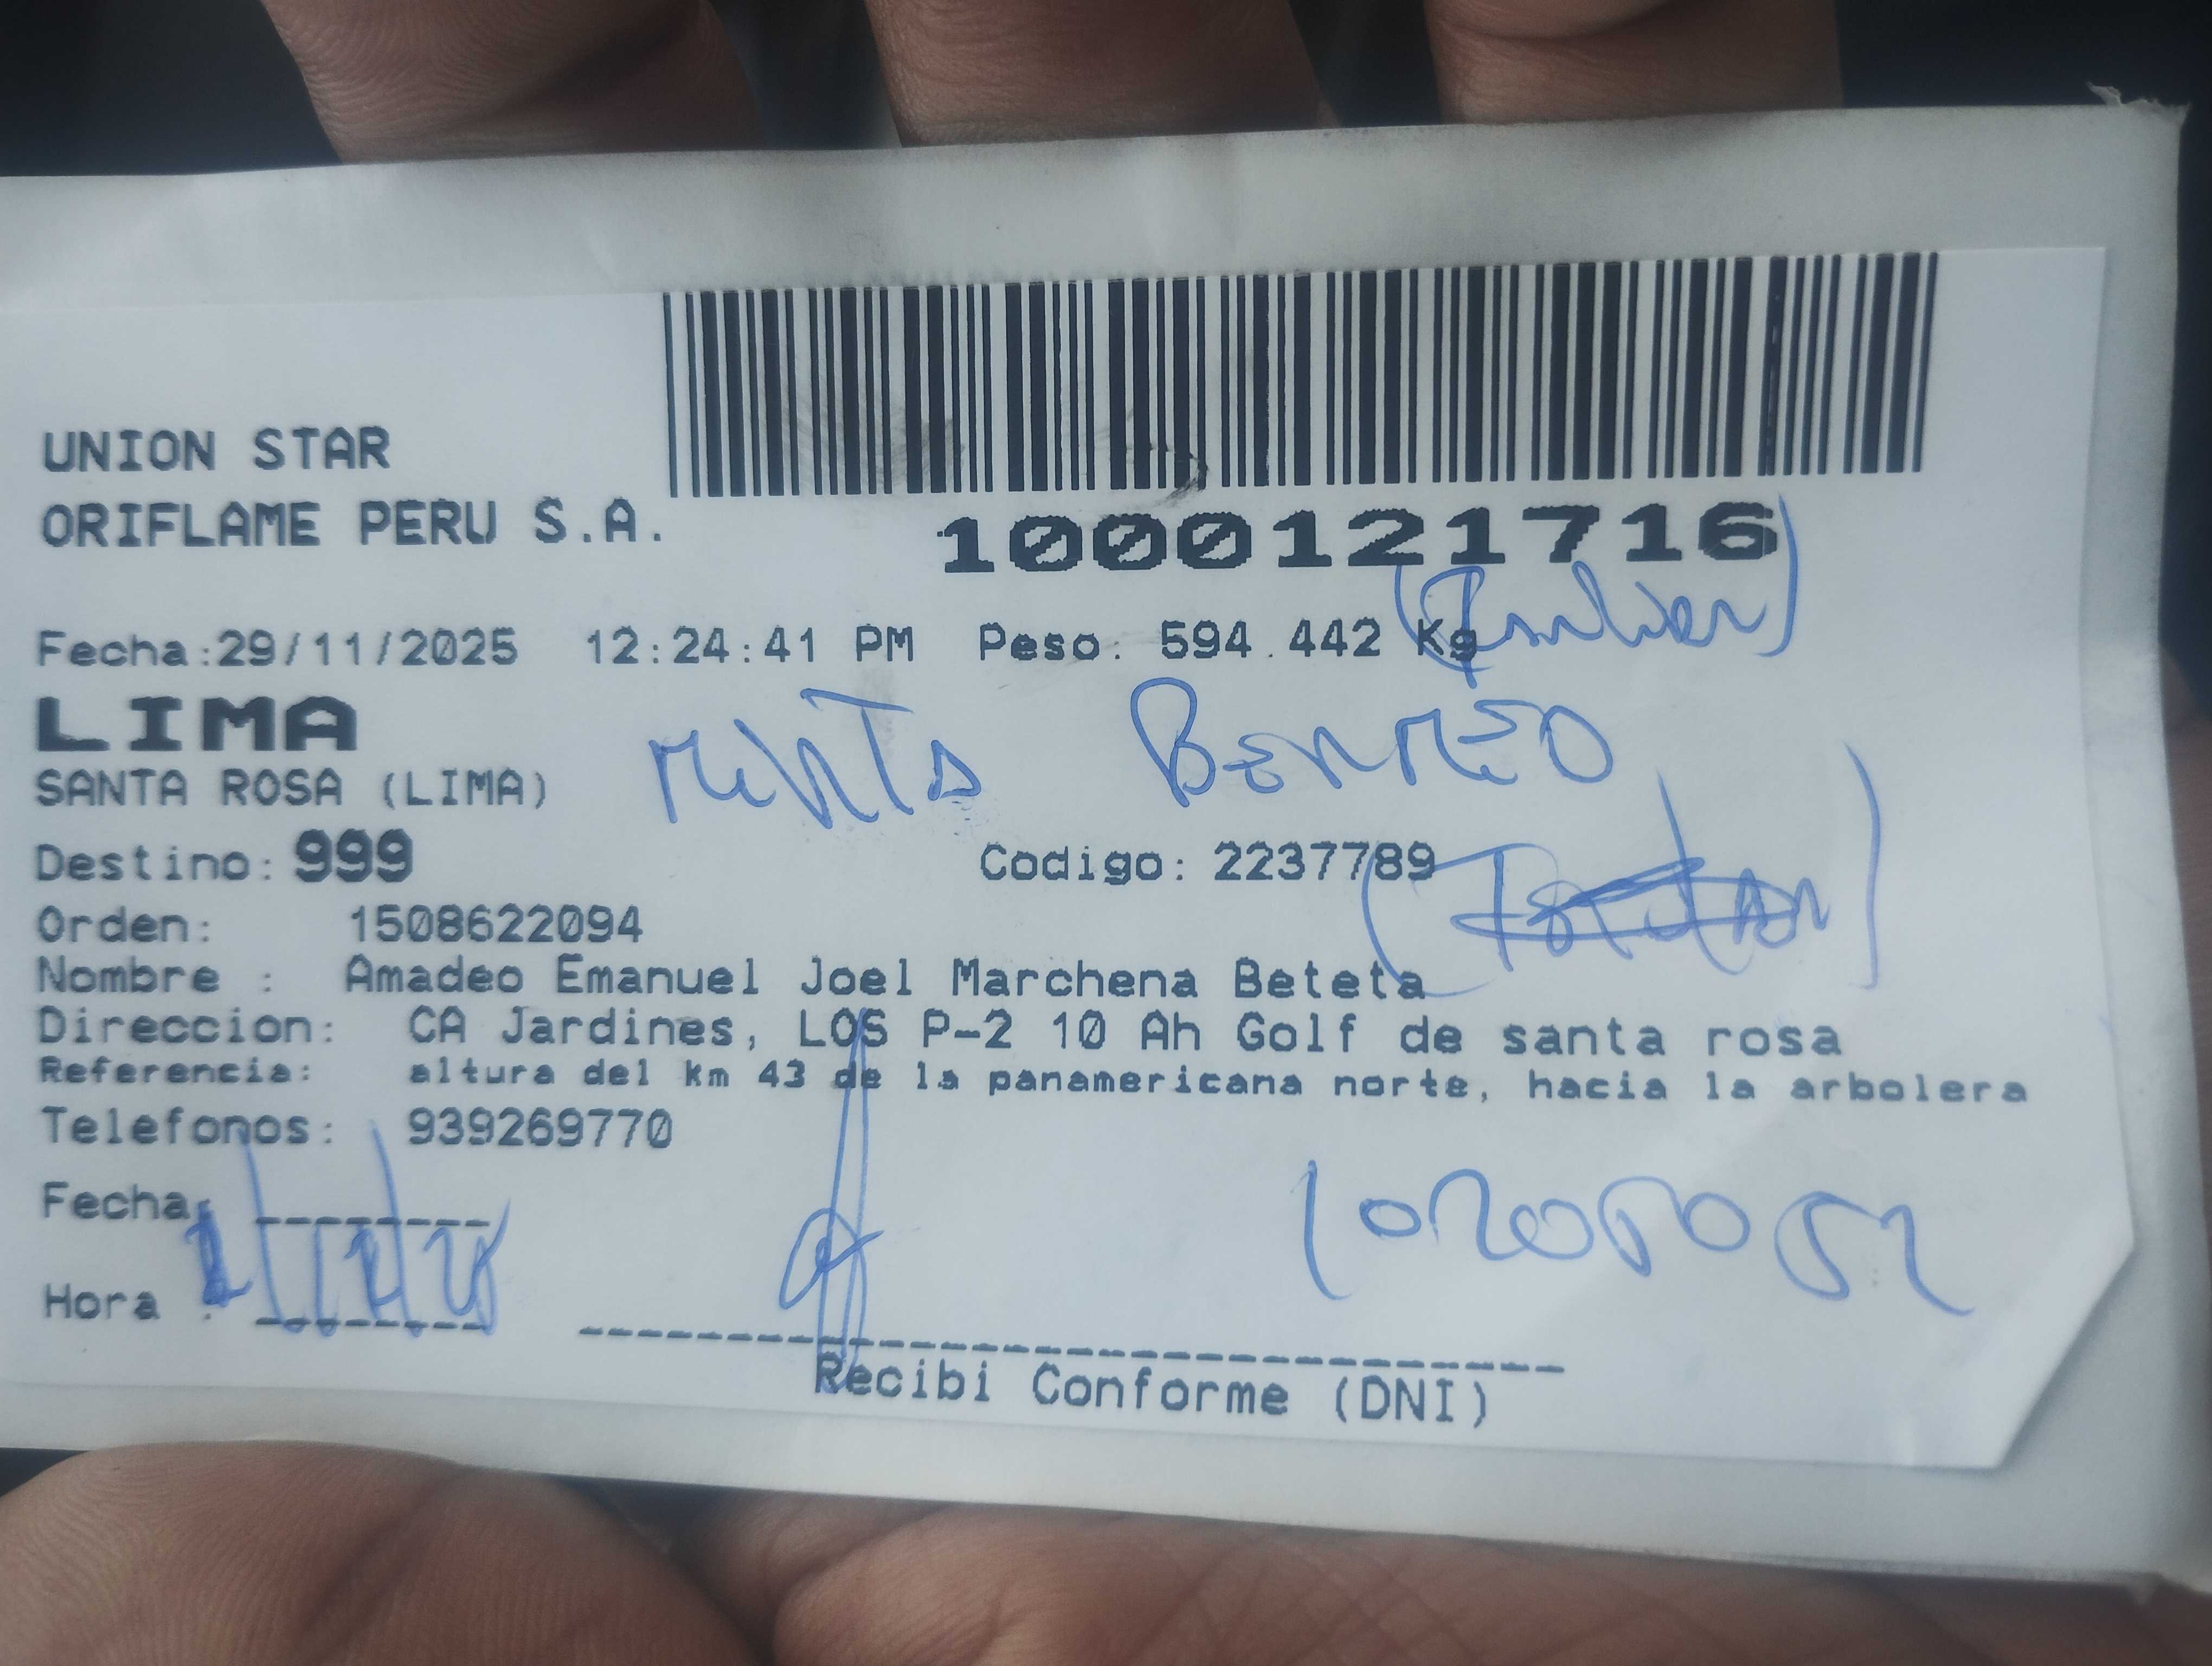 UNION STAR
ORIFLAME PERU S.A.
1000121716
Fecha:29/11/2025 12:24:41 PM Peso. 594.442 Kg
LIMA
SANTA ROSA (LIMA)
Destino: 999 Codigo: 2237789
Orden: 1508622094
Nombre : Amadeo Emanuel Joel Marchena Beteta
Direccion: CA Jardines, LOS P-2 10 Ah Golf de santa rosa
Referencia: altura del km 43 de la panamericana norte, hacia la arbolera
Telefonos: 939269770
Fecha:
Hora :
Recibi Conforme (DNI)